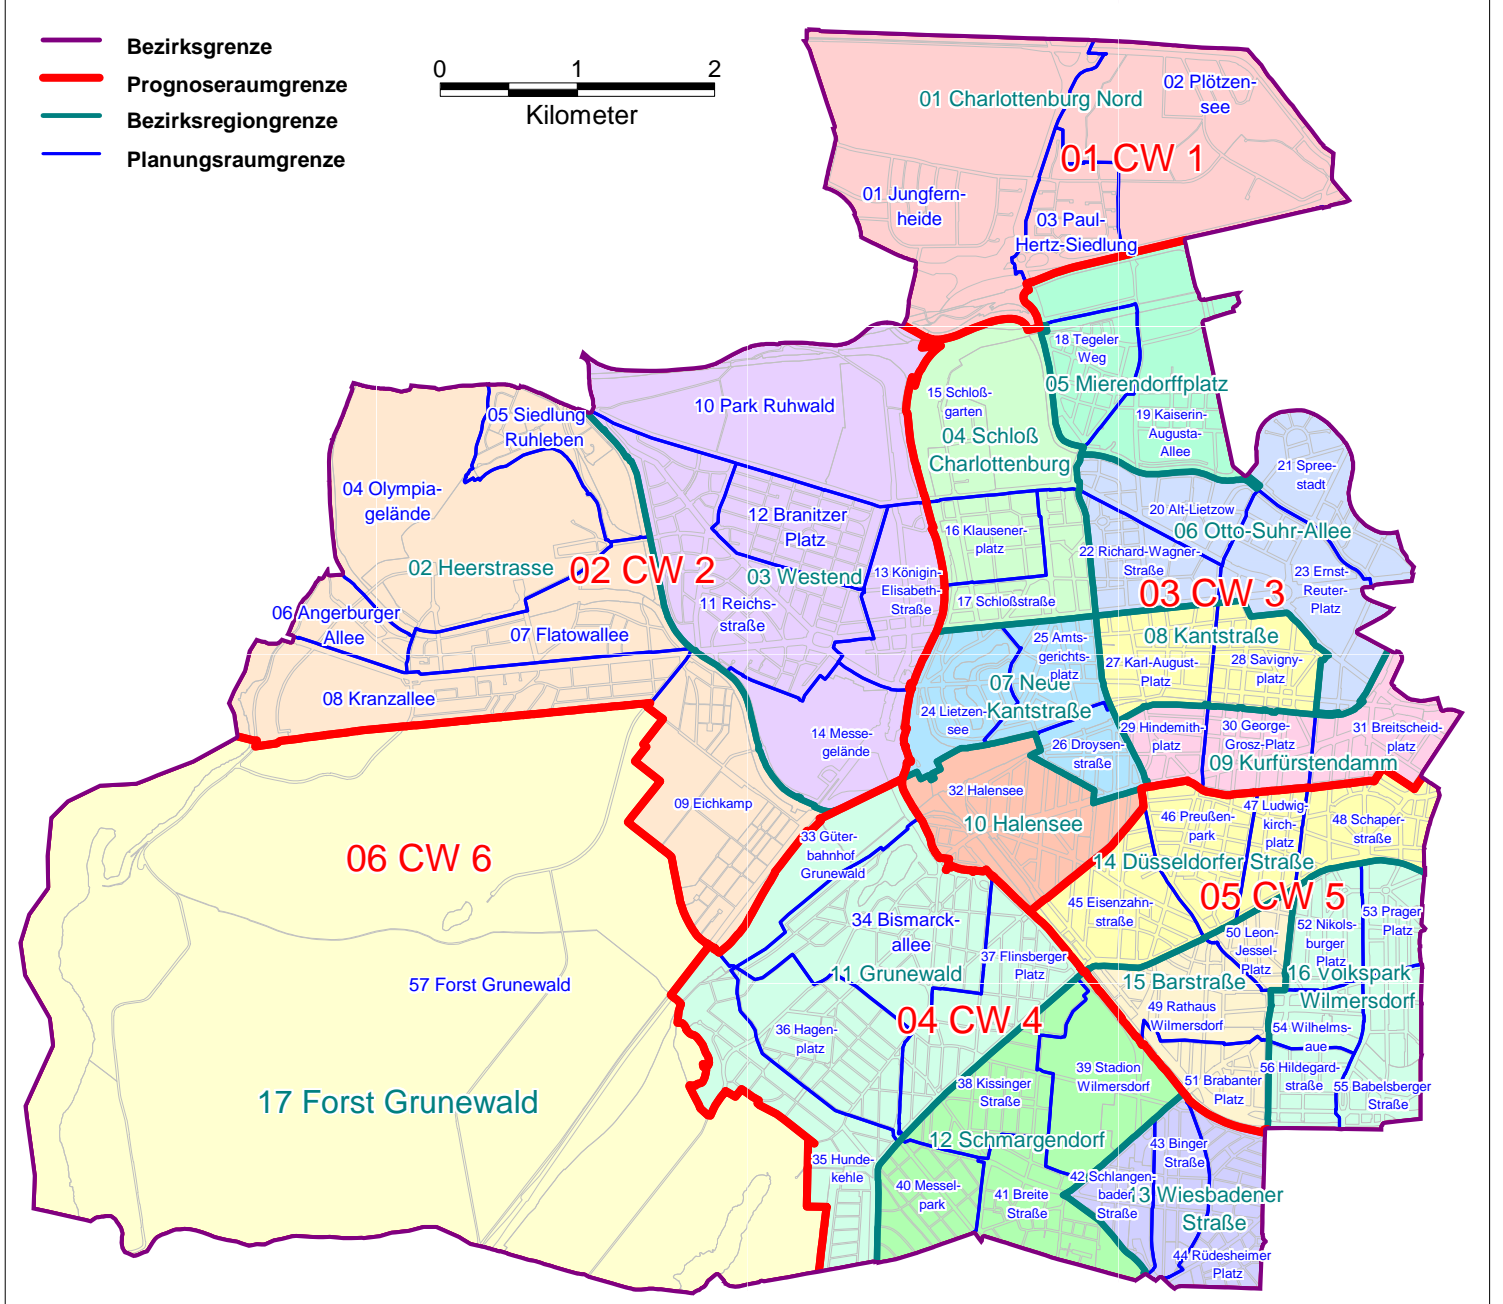 Bezirksgrenze
Prognoseraumgrenze
Bezirksregiongrenze
Planungsraumgrenze
0 1 2
Kilometer
01 Charlottenburg Nord
02 Plötzen-
see
01 CW 1
01 Jungfern-
heide
03 Paul-
Hertz-Siedlung
18 Tegeler
Weg
05 Mierendorffplatz
19 Kaiserin-
Augusta-
Allee
15 Schloß-
garten
04 Schloß
Charlottenburg
10 Park Ruhwald
05 Siedlung
Ruhleben
04 Olympia-
gelände
02 Heerstrasse
02 CW 2
12 Branitzer
Platz
03 Westend
13 Königin-
Elisabeth-
Straße
11 Reichs-
straße
16 Klausener-
platz
17 Schloßstraße
21 Spree-
stadt
20 Alt-Lietzow
06 Otto-Suhr-Allee
22 Richard-Wagner-
Straße
23 Ernst-
Reuter-
Platz
03 CW 3
06 Angerburger
Allee
07 Flatowallee
08 Kranzallee
25 Amts-
gerichts-
platz
07 Neue
Kantstraße
24 Lietzen-
see
26 Droysen-
straße
08 Kantstraße
27 Karl-August-
Platz
28 Savigny-
platz
14 Messe-
gelände
29 Hindemith-
platz
30 George-
Grosz-Platz
31 Breitscheid-
platz
09 Kurfürstendamm
09 Eichkamp
32 Halensee
10 Halensee
33 Güter-
bahnhof
Grunewald
46 Preußen-
park
47 Ludwig-
kirch-
platz
48 Schaper-
straße
14 Düsseldorfer Straße
05 CW 5
45 Eisenzahn-
straße
06 CW 6
57 Forst Grunewald
17 Forst Grunewald
34 Bismarck-
allee
11 Grunewald
37 Flinsberger
Platz
04 CW 4
36 Hagen-
platz
50 Leon-
Jessel-
Platz
15 Barstraße
49 Rathaus
Wilmersdorf
52 Nikols-
burger
Platz
53 Prager
Platz
16 Volkspark
Wilmersdorf
54 Wilhelms-
aue
56 Hildegard-
straße
55 Babelsberger
Straße
51 Brabanter
Platz
39 Stadion
Wilmersdorf
38 Kissinger
Straße
12 Schmargendorf
35 Hunde-
kehle
40 Messel-
park
41 Breite
Straße
42 Schlangen-
bader
Straße
43 Binger
Straße
13 Wiesbadener
Straße
44 Rüdesheimer
Platz